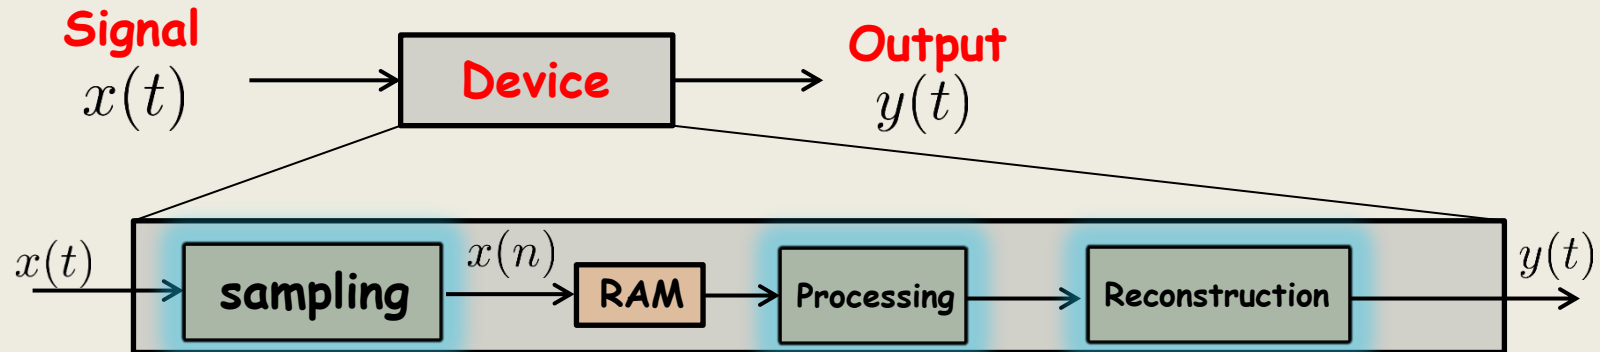 Signal
x(t)
Device
Output
y(t)
x(t)
sampling
x(n)
RAM
Processing
Reconstruction
y(t)